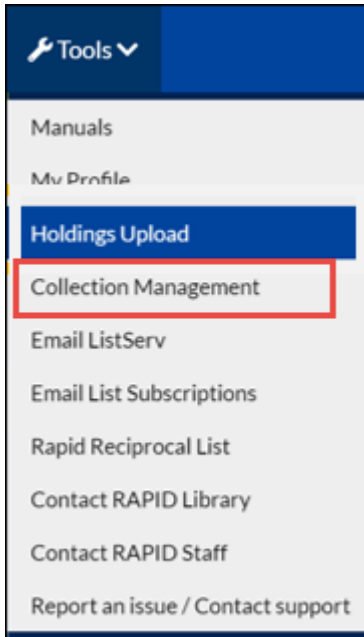 Tools
Manuals
My Profile
Holdings Upload
Collection Management
Email ListServ
Email List Subscriptions
Rapid Reciprocal List
Contact RAPID Library
Contact RAPID Staff
Report an issue / Contact support